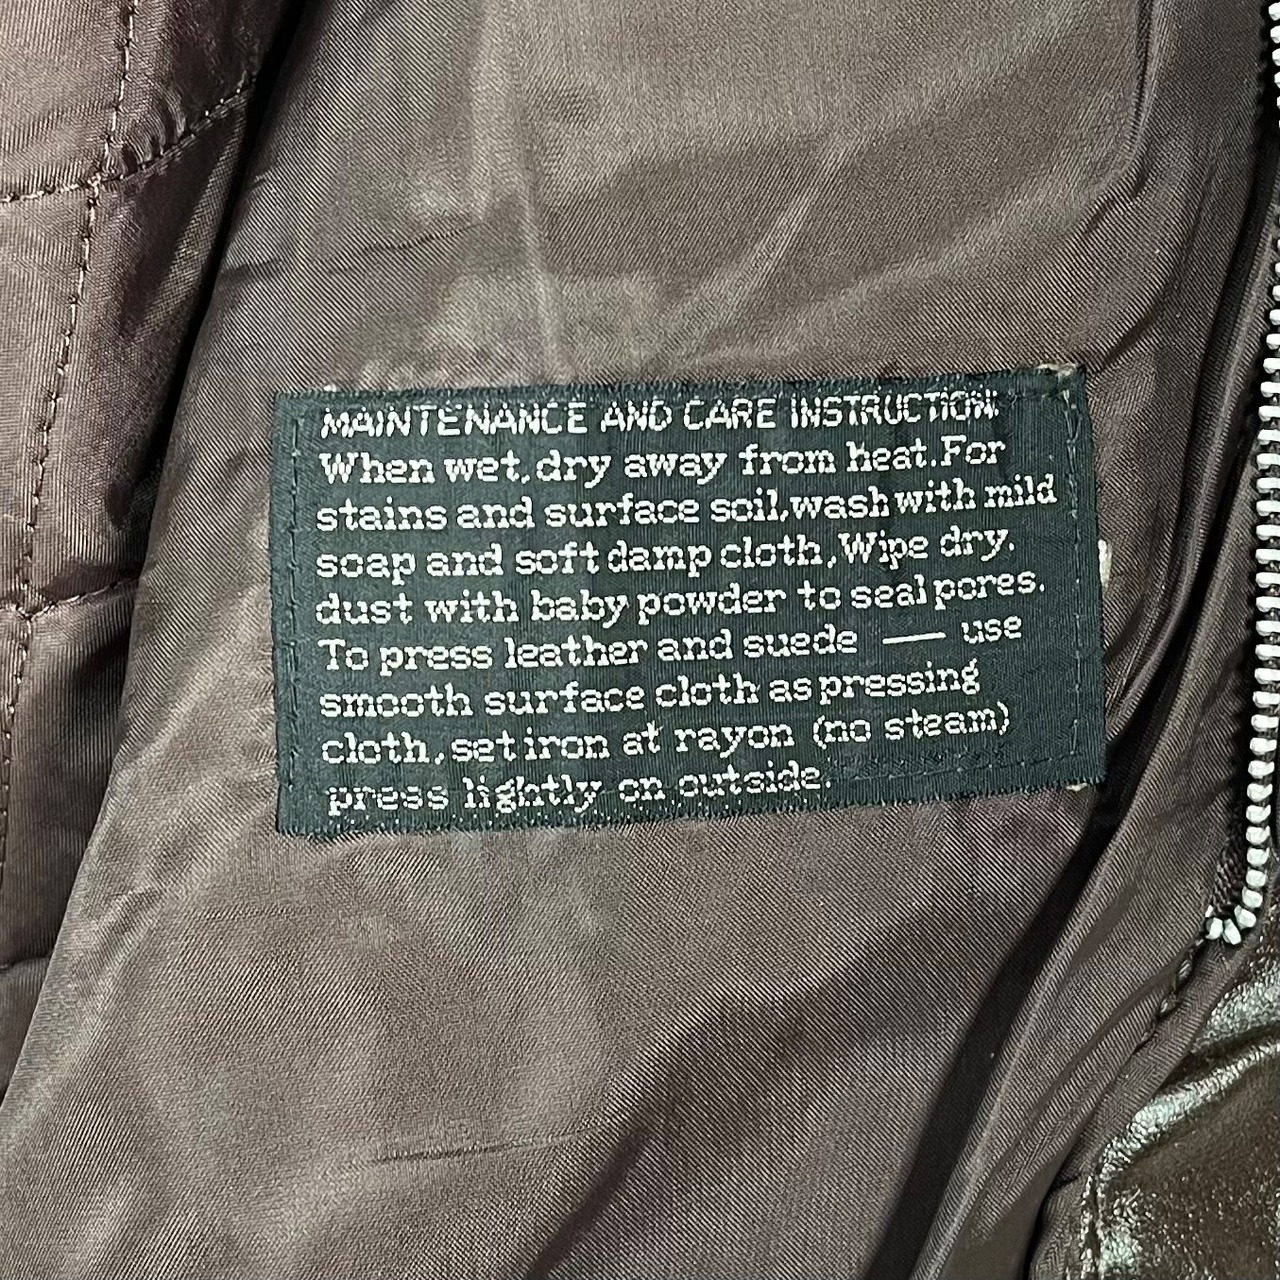 MAINTENANCE AND CARE INSTRUCTION:
When wet,dry away from heat.For
stains and surface soil,wash with mild
soap and soft damp cloth,Wipe dry.
dust with baby powder to seal pores.
To press leather and suede — use
smooth surface cloth as pressing
cloth,set iron at rayon (no steam)
press lightly on outside.